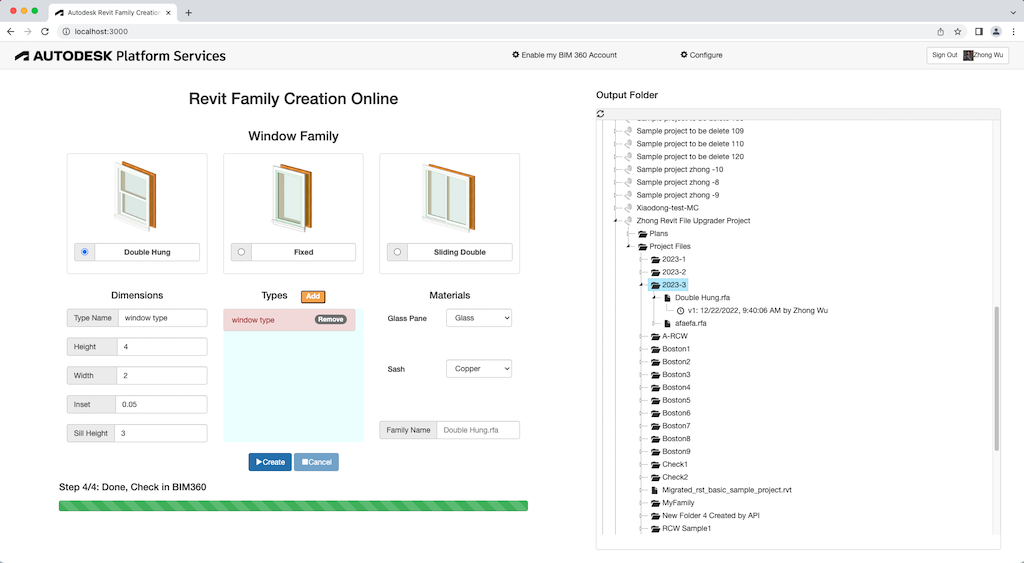 Autodesk Revit Family Creation
localhost:3000
AUTODESK Platform Services
Enable my BIM 360 Account
Configure
Sign Out
Zhong Wu
Revit Family Creation Online
Window Family
Double Hung
Fixed
Sliding Double
Dimensions
Type Name
window type
Height
4
Width
2
Inset
0.05
Sill Height
3
Types
Add
window type
Remove
Materials
Glass Pane
Glass
Sash
Copper
Family Name
Double Hung.rfa
Create
Cancel
Step 4/4: Done, Check in BIM360
Output Folder
Sample project to be delete
Sample project to be delete 109
Sample project to be delete 110
Sample project to be delete 120
Sample project zhong -10
Sample project zhong -8
Sample project zhong -9
Xiaodong-test-MC
Zhong Revit File Upgrader Project
Plans
Project Files
2023-1
2023-2
2023-3
Double Hung.rfa
v1: 12/22/2022, 9:40:06 AM by Zhong Wu
afaefa.rfa
A-RCW
Boston1
Boston2
Boston3
Boston4
Boston5
Boston6
Boston7
Boston8
Boston9
Check1
Check2
Migrated_rst_basic_sample_project.rvt
MyFamily
New Folder 4 Created by API
RCW Sample1